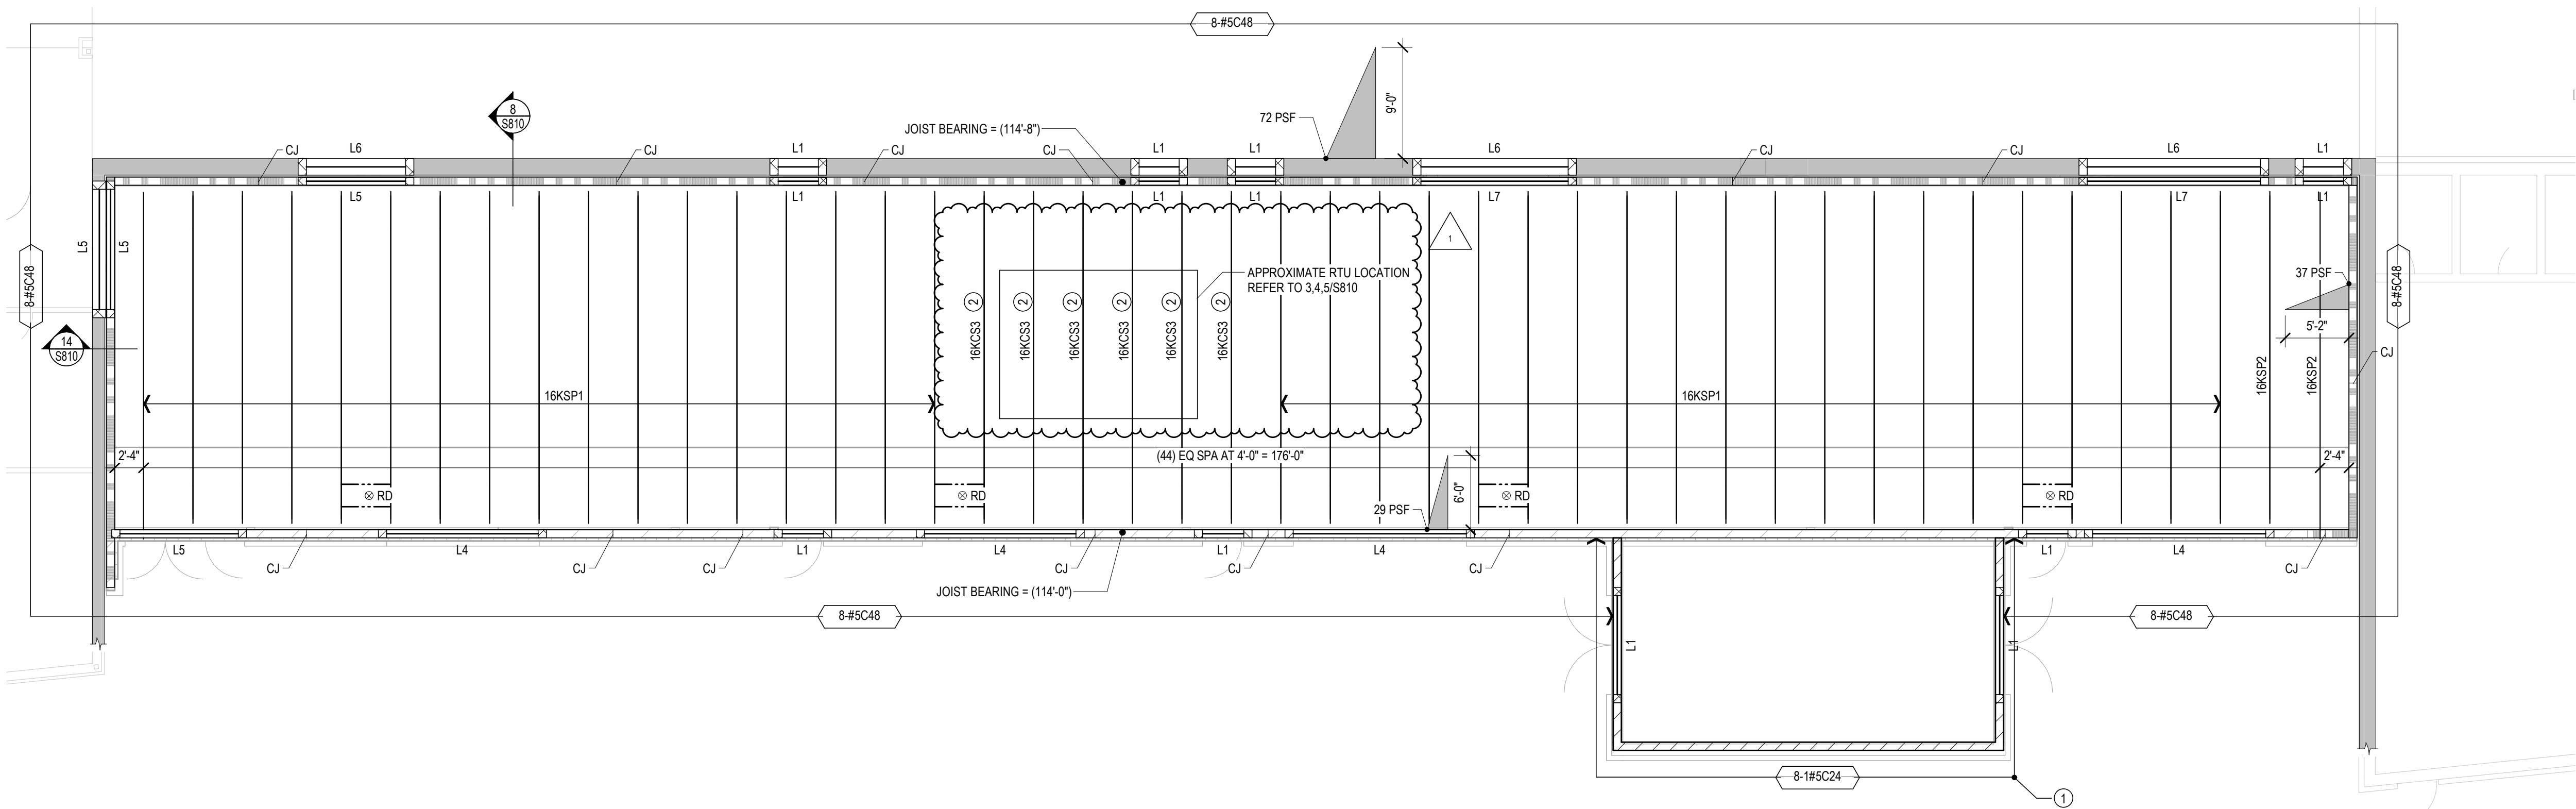 8-#5C48
9'-0"
72 PSF
8
S810
JOIST BEARING = (114'-8")
CJ
L6
CJ
L1
CJ
CJ
L1
L1
L6
CJ
CJ
L6
L1
L5
L1
L1
L1
L7
L7
L1
L5
L5
8-#5C48
1
APPROXIMATE RTU LOCATION
REFER TO 3,4,5/S810
37 PSF
8-#5C48
2
2
2
2
2
2
16KCS3
16KCS3
16KCS3
16KCS3
16KCS3
16KCS3
5'-2"
14
S810
CJ
16KSP2
16KSP2
16KSP1
16KSP1
2'-4"
(44) EQ SPA AT 4'-0" = 176'-0"
2'-4"
RD
RD
RD
RD
6'-0"
29 PSF
L5
L4
L1
L4
L1
L4
L1
L4
CJ
CJ
CJ
CJ
CJ
CJ
CJ
JOIST BEARING = (114'-0")
8-#5C48
8-#5C48
L1
L1
8-1#5C24
1